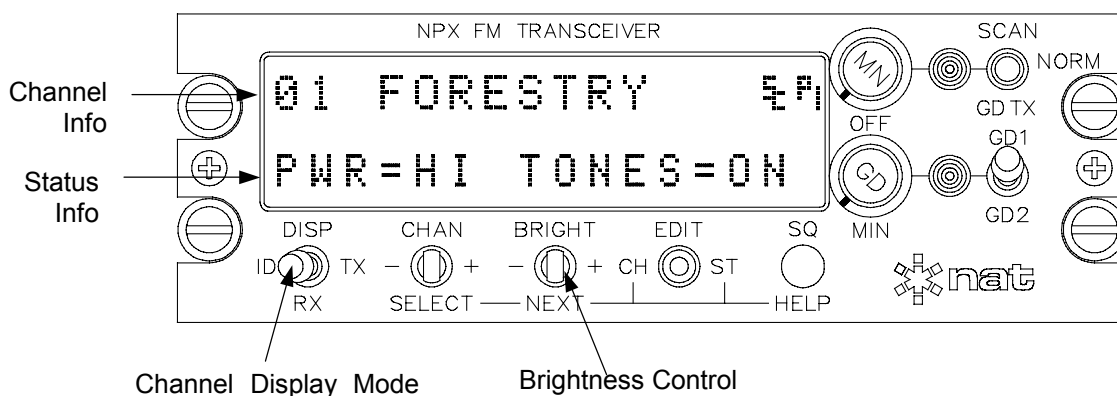 NPX FM TRANSCEIVER
SCAN
Channel Info
01 FORESTRY
MN
NORM
OFF
GD TX
GD1
Status Info
PWR=HI TONES=ON
GD
GD2
MIN
DISP
CHAN
BRIGHT
EDIT
SQ
ID TX
- +
- +
CH ST
RX
SELECT
NEXT
HELP
nat
Channel Display Mode
Brightness Control